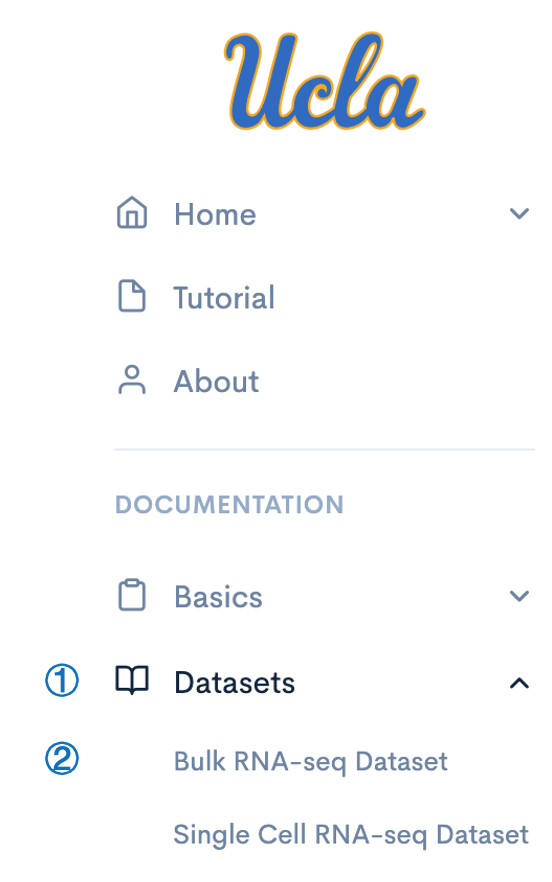 Ucla
Home
Tutorial
About
DOCUMENTATION
Basics
① Datasets
② Bulk RNA-seq Dataset
Single Cell RNA-seq Dataset